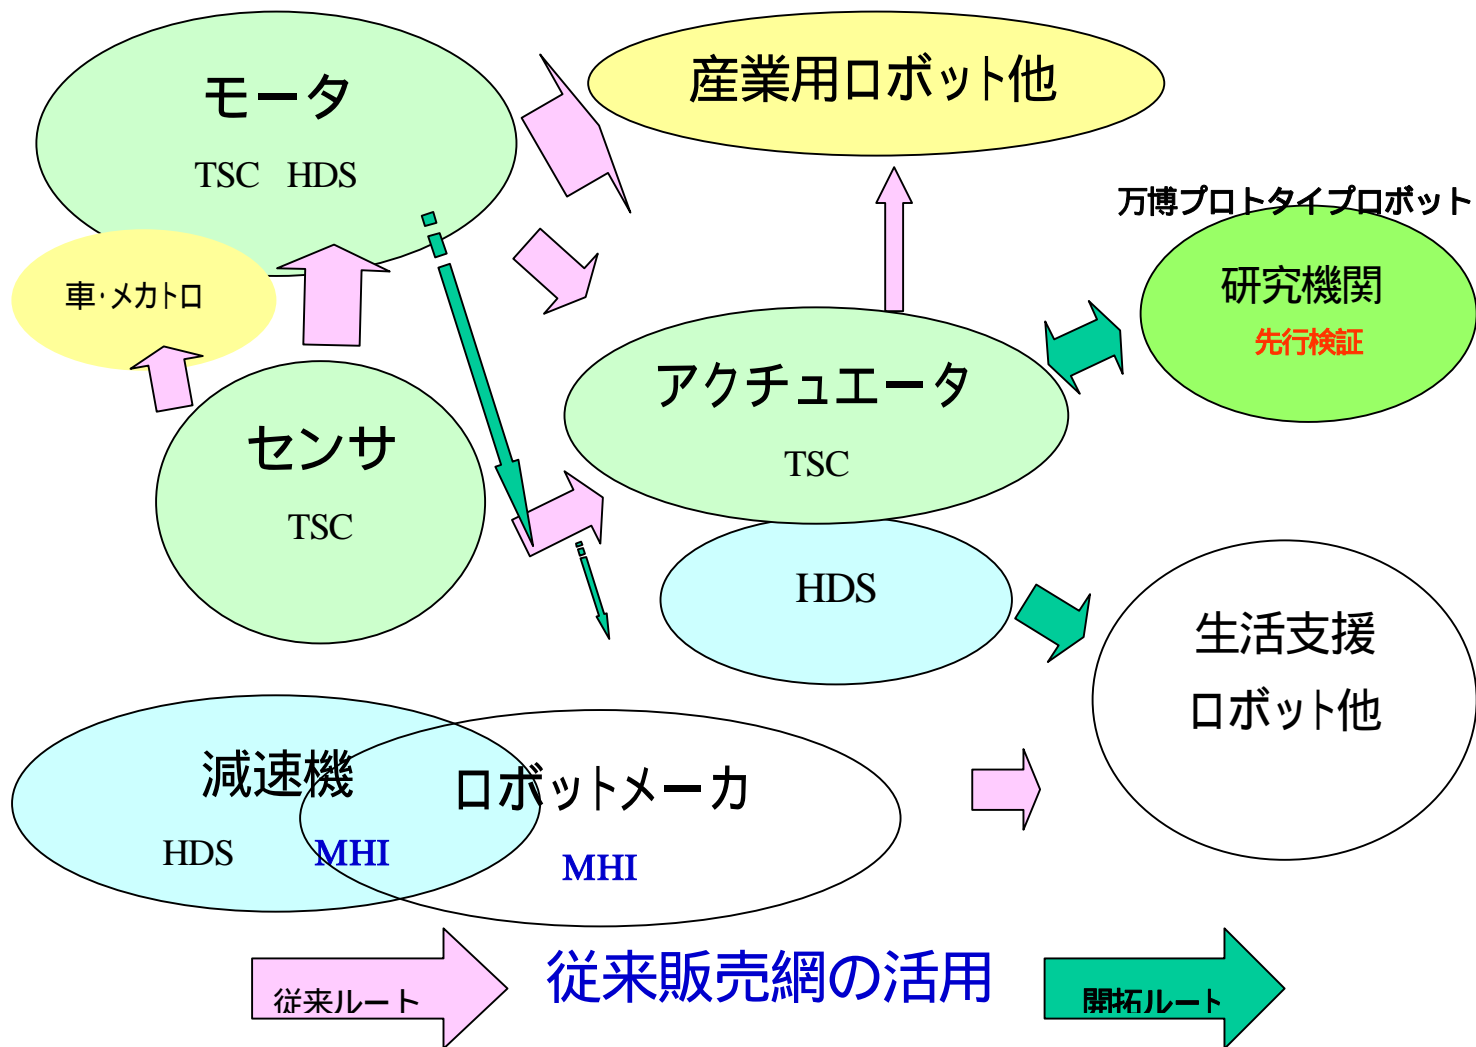 モータ
TSC HDS
産業用ロボット他
万博プロトタイプロボット
研究機関
先行検証
車・メカトロ
センサ
TSC
アクチュエータ
TSC
HDS
生活支援
ロボット他
減速機
HDS MHI
ロボットメーカ
MHI
従来ルート
従来販売網の活用
開拓ルート